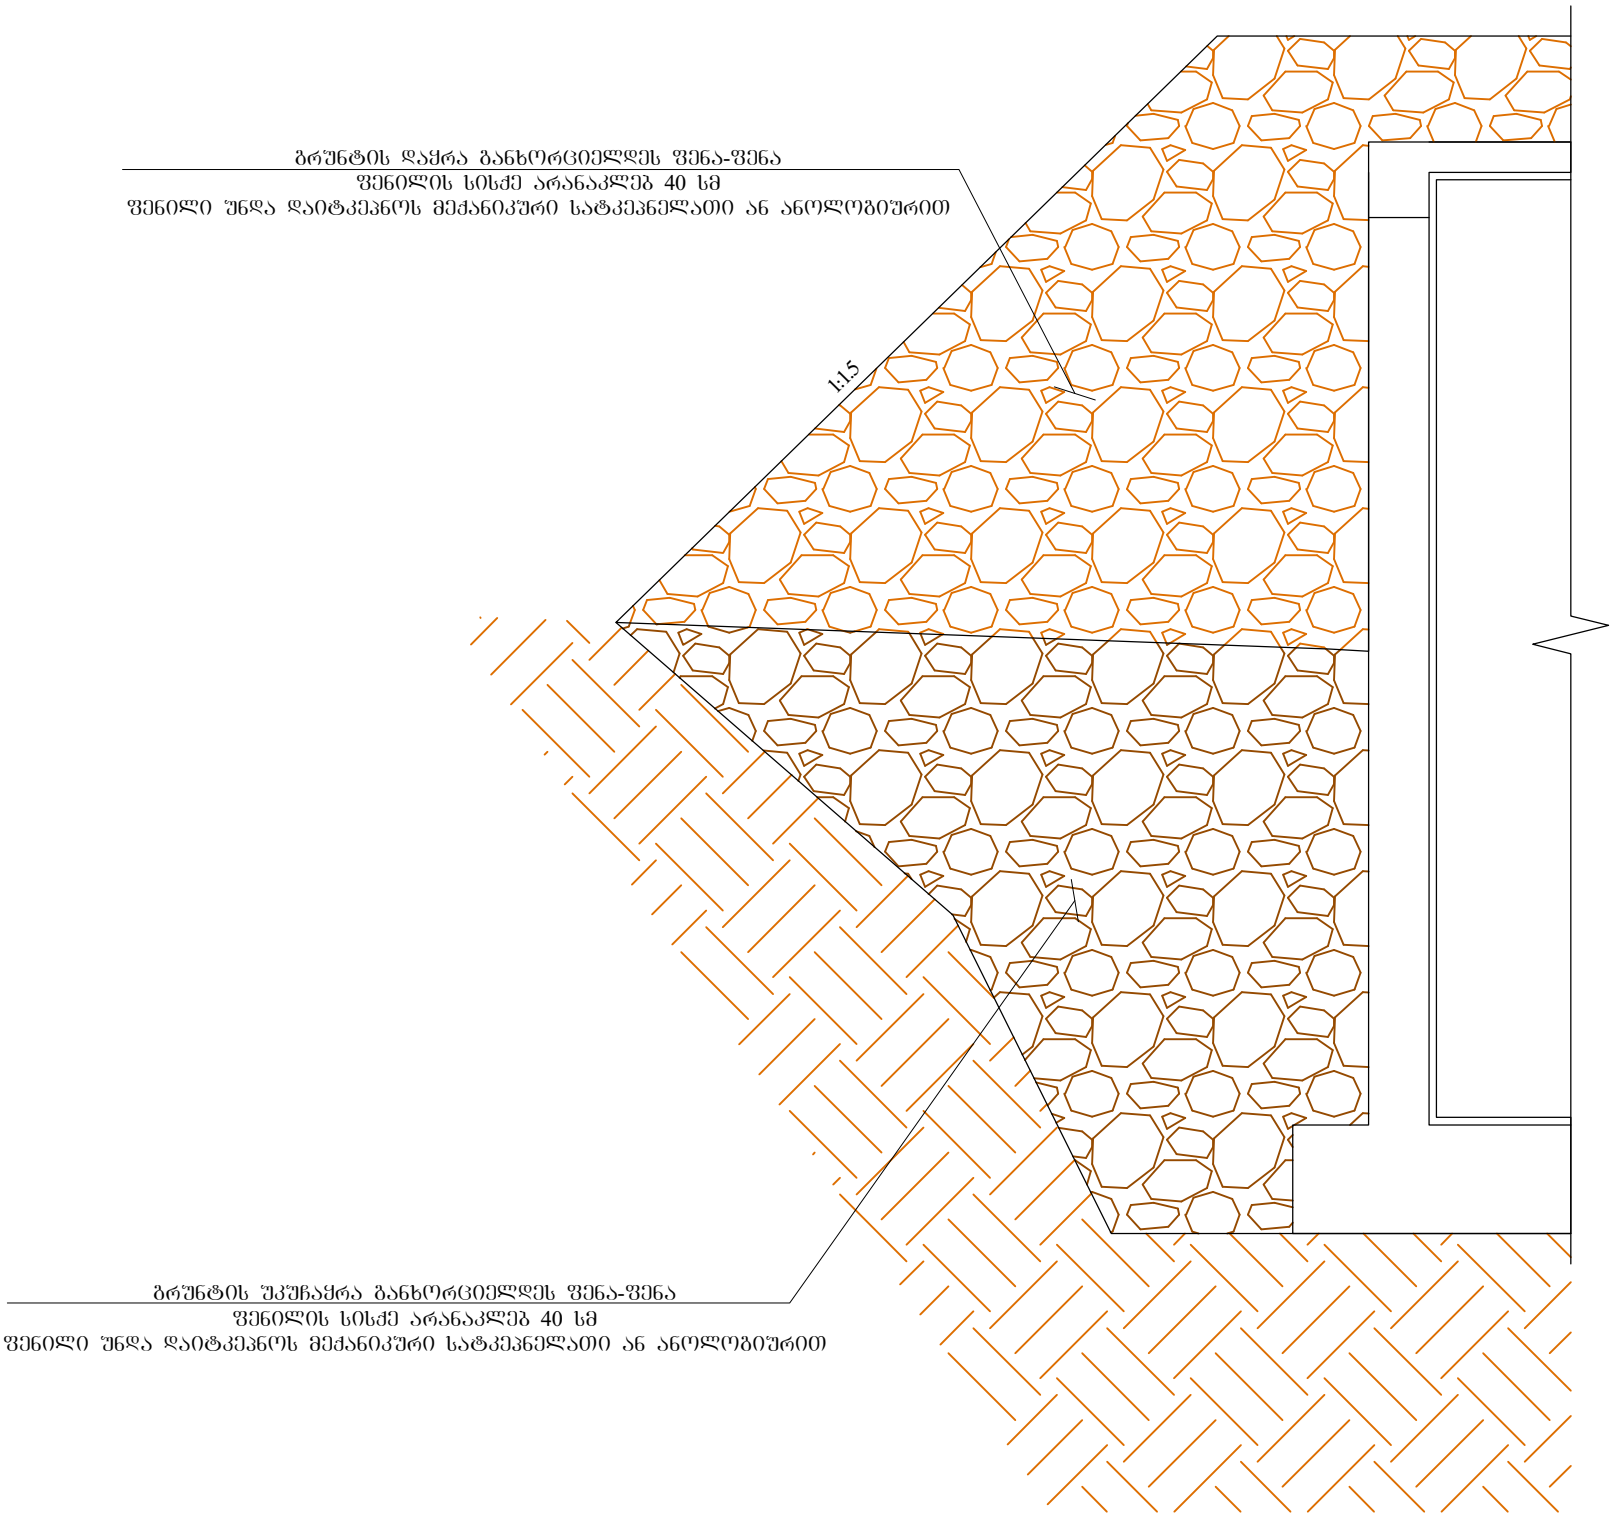 გრუნტის დაყრა განხორციელდეს ფენა-ფენა
ფენილის სისქე არანაკლებ 40 სმ
ფენილი უნდა დაიტკეპნოს მექანიკური სატკეპნელათი ან ანოლოგიურით
1:1.5
გრუნტის უკუჩაყრა განხორციელდეს ფენა-ფენა
ფენილის სისქე არანაკლებ 40 სმ
ფენილი უნდა დაიტკეპნოს მექანიკური სატკეპნელათი ან ანოლოგიურით